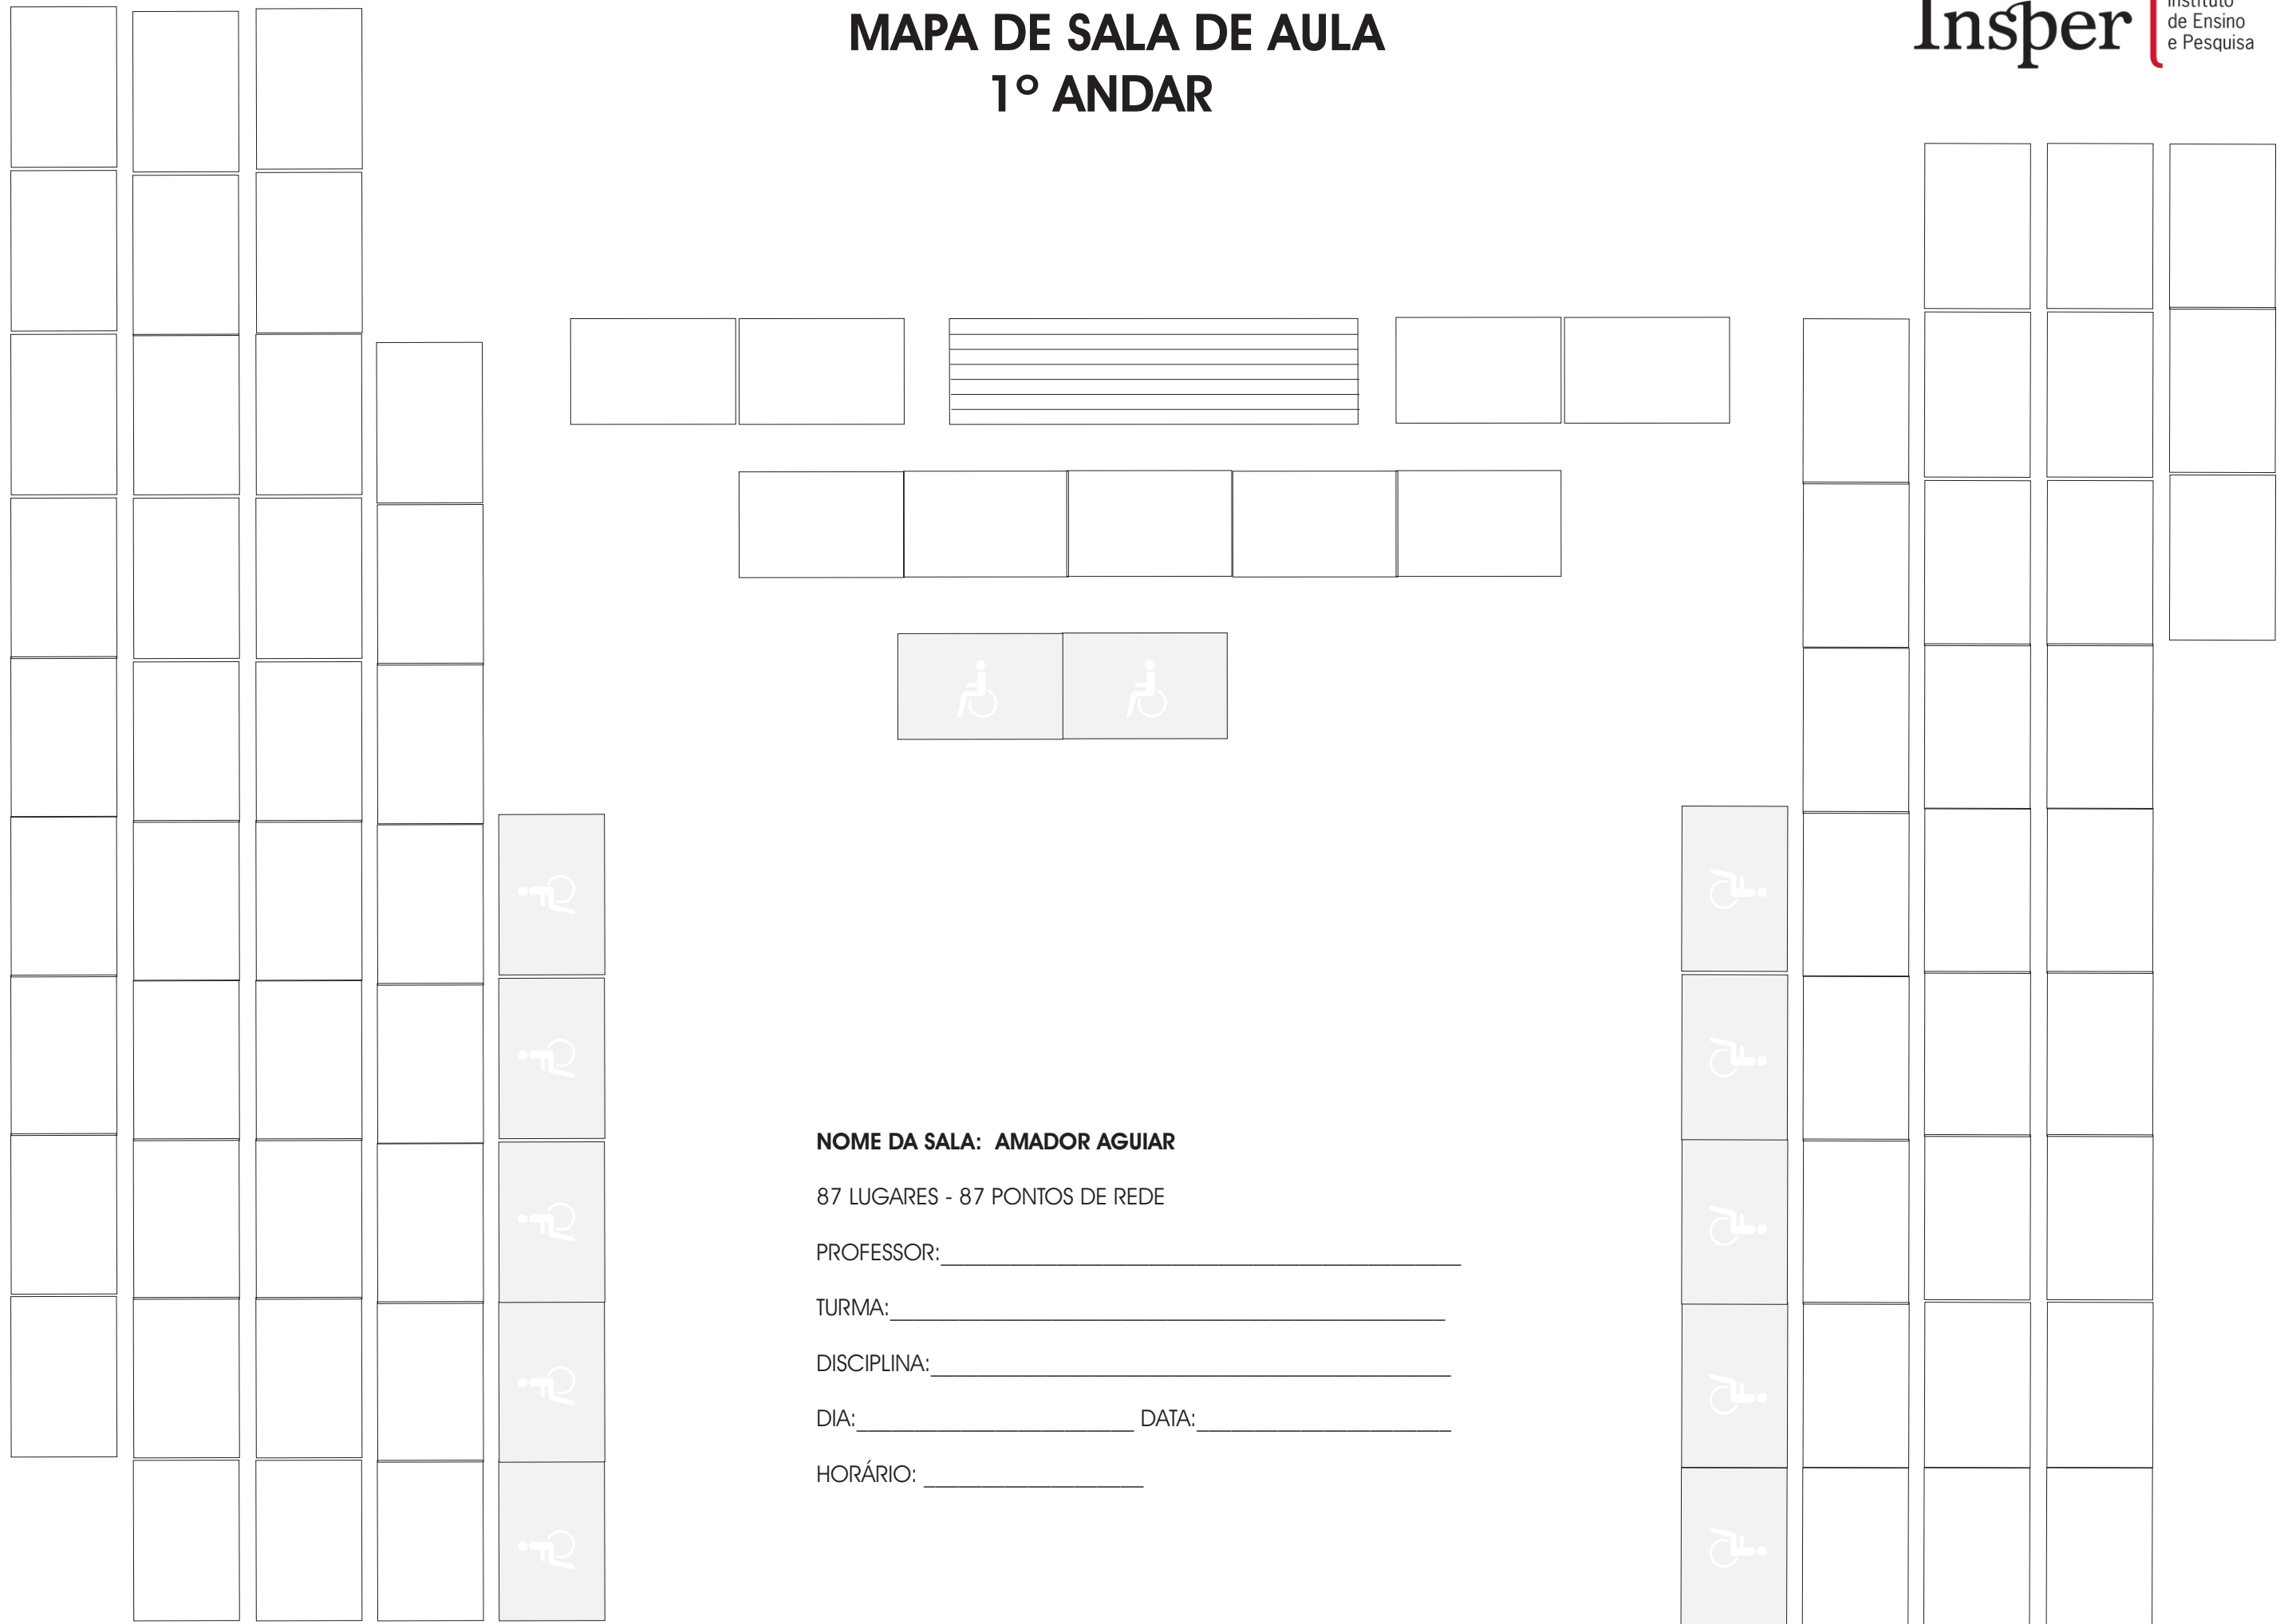 MAPA DE SALA DE AULA
1º ANDAR
Insper
Instituto
de Ensino
e Pesquisa
NOME DA SALA: AMADOR AGUIAR
87 LUGARES - 87 PONTOS DE REDE
PROFESSOR:
TURMA:
DISCIPLINA:
DIA: DATA:
HORÁRIO: